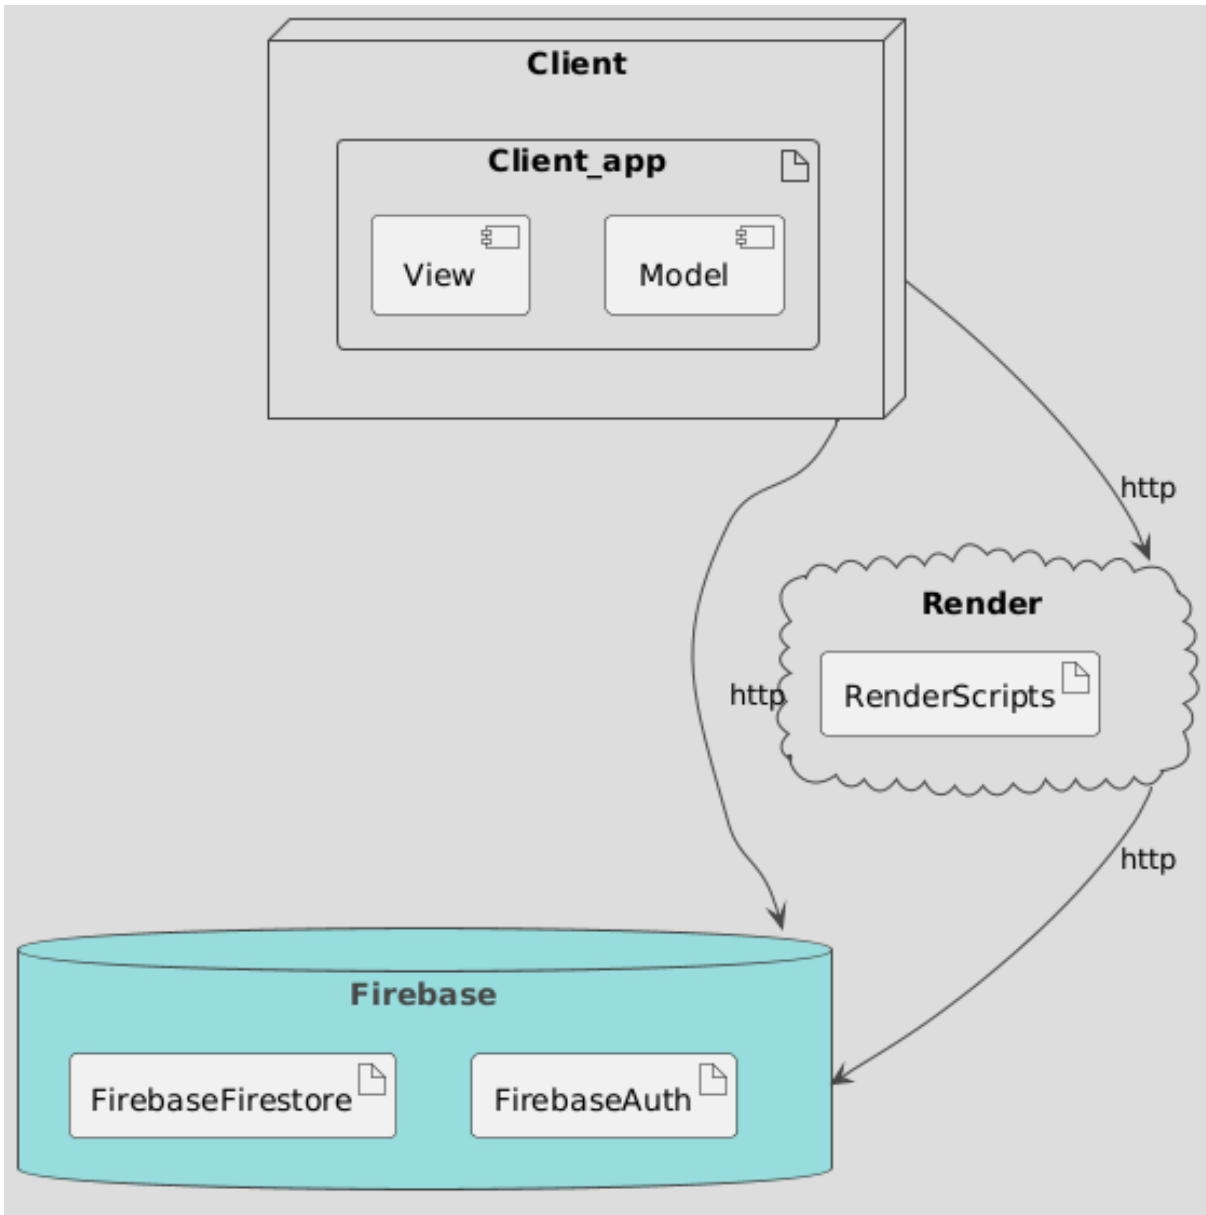 Client
Client_app
View
Model
http
Render
http
RenderScripts
http
Firebase
FirebaseFirestore
FirebaseAuth